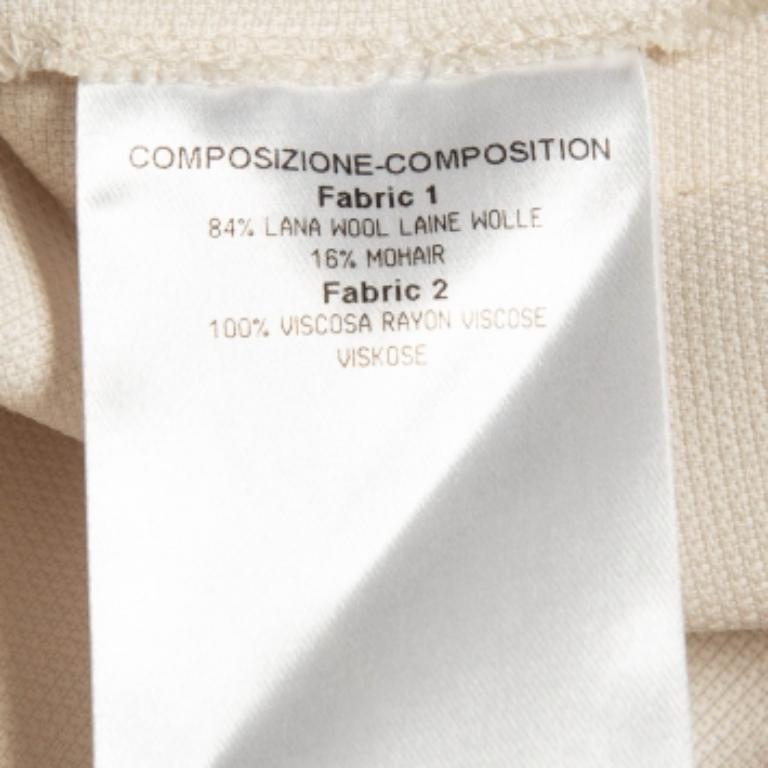 COMPOSIZIONE-COMPOSITION
Fabric 1
84% LANA WOOL LAINE WOLLE
16% MOHAIR
Fabric 2
100% VISCOSA RAYON VISCOSE
VISKOSE